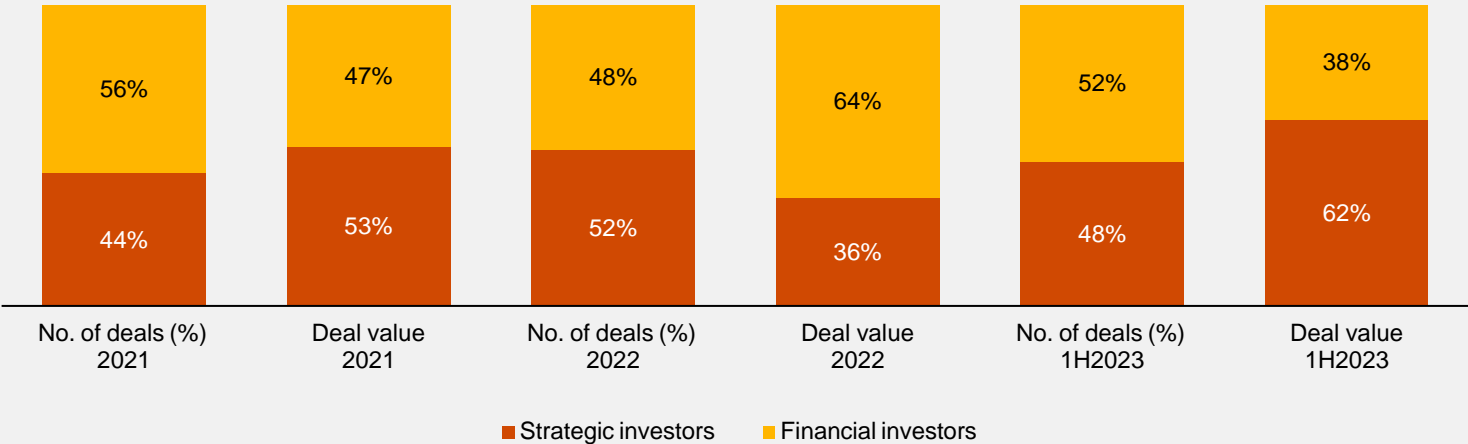 56%
47%
48%
64%
52%
38%
44%
53%
52%
36%
48%
62%
No. of deals (%)
2021
Deal value
2021
No. of deals (%)
2022
Deal value
2022
No. of deals (%)
1H2023
Deal value
1H2023
Strategic investors
Financial investors